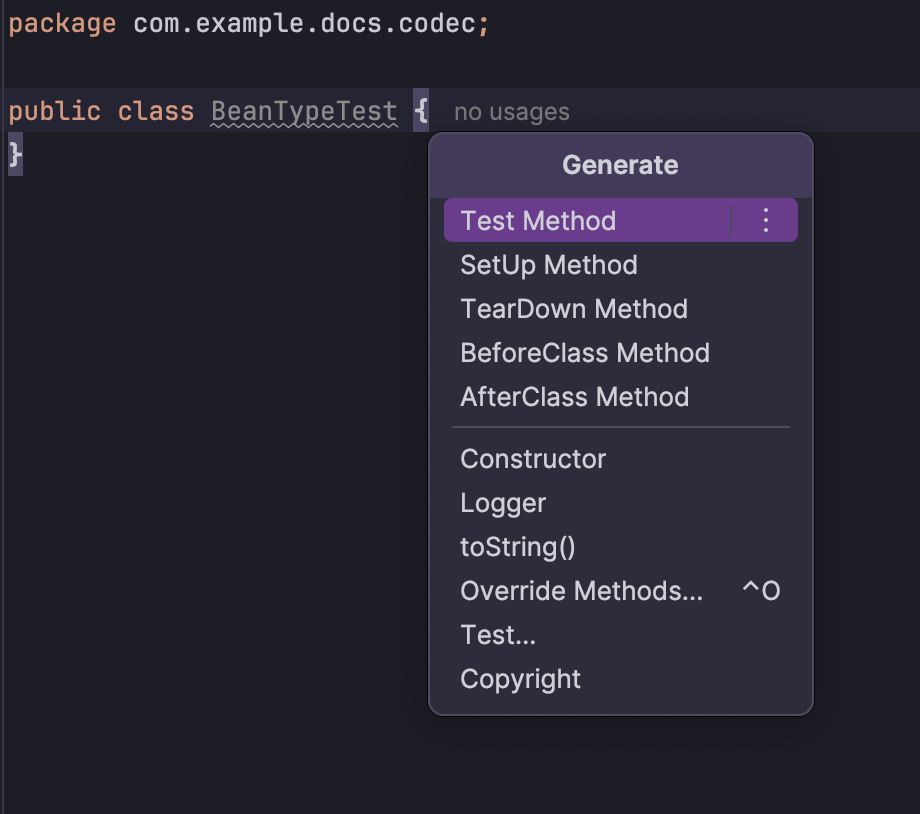 package com.example.docs.codec;
public class BeanTypeTest { no usages
}
Generate
Test Method
SetUp Method
TearDown Method
BeforeClass Method
AfterClass Method
Constructor
Logger
toString()
Override Methods... ^O
Test...
Copyright